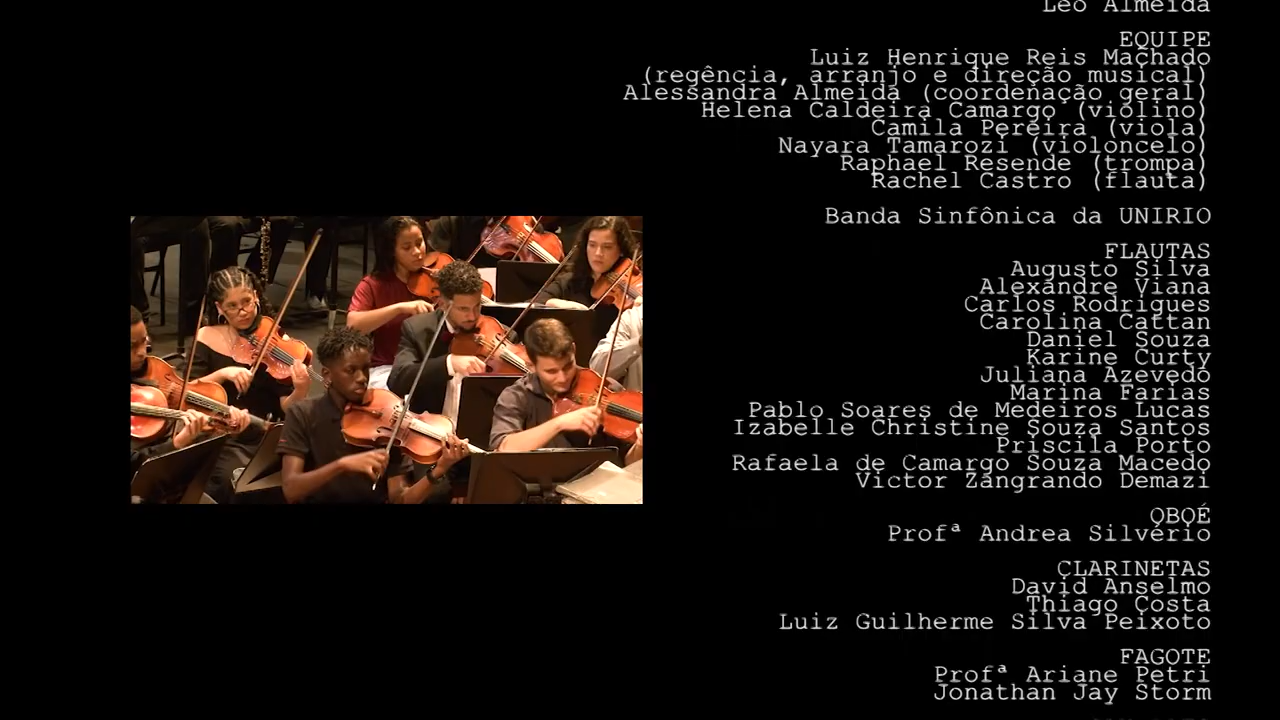 Leo Almeida
EQUIPE
Luiz Henrique Reis Machado
(regência, arranjo e direção musical)
Alessandra Almeida (coordenação geral)
Helena Caldeira Camargo (violino)
Camila Pereira (viola)
Nayara Tamarozi (violoncelo)
Raphael Resende (trompa)
Rachel Castro (flauta)
Banda Sinfônica da UNIRIO
FLAUTAS
Augusto Silva
Alexandre Viana
Carlos Rodrigues
Carolina Cattan
Daniel Souza
Karine Curty
Juliana Azevedo
Marina Farias
Pablo Soares de Medeiros Lucas
Izabelle Christine Souza Santos
Priscila Porto
Rafaela de Camargo Souza Macedo
Victor Zangrando Demazi
OBOÉ
Profª Andrea Silvério
CLARINETAS
David Anselmo
Thiago Costa
Luiz Guilherme Silva Peixoto
FAGOTE
Profª Ariane Petri
Jonathan Jay Storm